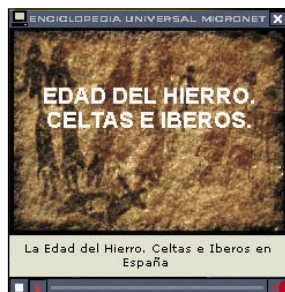 ENCICLOPEDIA UNIVERSAL MICRONET
EDAD DEL HIERRO.
CELTAS E IBEROS.
La Edad del Hierro. Celtas e Iberos en
España